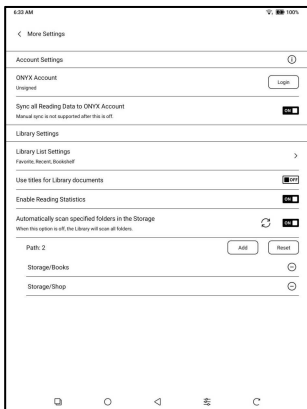 6:33 AM 100%
More Settings
Account Settings
ONYX Account
Unsigned
Login
Sync all Reading Data to ONYX Account
Manual sync is not supported after this is off.
ON
Library Settings
Library List Settings
Favorite, Recent, Bookshelf
Use titles for Library documents
OFF
Enable Reading Statistics
ON
Automatically scan specified folders in the Storage
When this option is off, the Library will scan all folders.
ON
Path: 2 Add Reset
Storage/Books
Storage/Shop